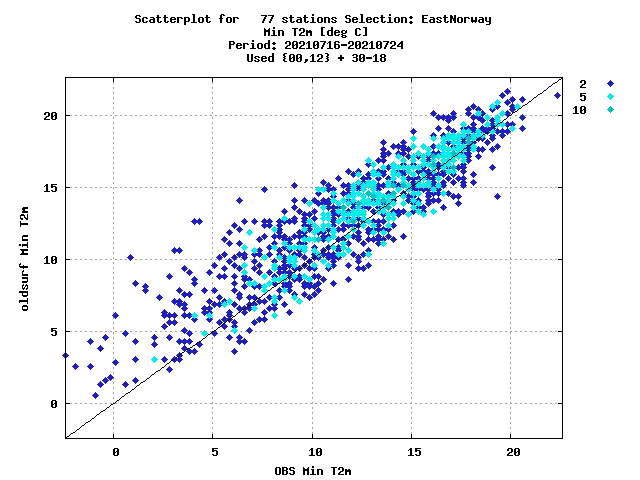 Scatterplot for   77 stations Selection: EastNorway
Min T2m [deg C]
Period: 20210716-20210724
Used {00,12} + 30-18
2
5
10
20
15
10
5
0
oldsurf Min T2m
0 5 10 15 20
OBS Min T2m